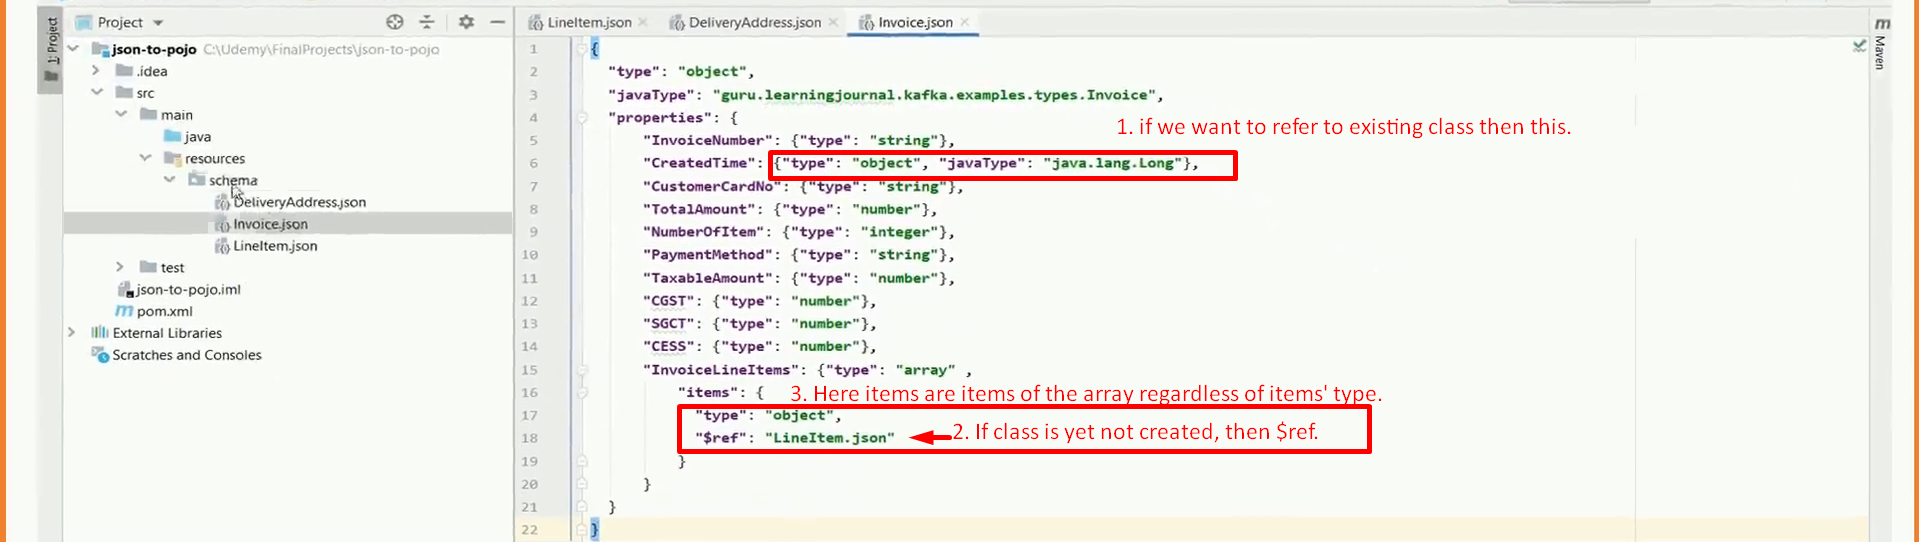 1: Project
Project
json-to-pojo C:\Udemy\FinalProjects\json-to-pojo
.idea
src
main
java
resources
schema
DeliveryAddress.json
Invoice.json
LineItem.json
test
json-to-pojo.iml
pom.xml
External Libraries
Scratches and Consoles
LineItem.json DeliveryAddress.json Invoice.json
1 {
2 "type": "object",
3 "javaType": "guru.learningjournal.kafka.examples.types.Invoice",
4 "properties": {
1. if we want to refer to existing class then this.
5 "InvoiceNumber": {"type": "string"},
6 "CreatedTime": {"type": "object", "javaType": "java.lang.Long"},
7 "CustomerCardNo": {"type": "string"},
8 "TotalAmount": {"type": "number"},
9 "NumberOfItem": {"type": "integer"},
10 "PaymentMethod": {"type": "string"},
11 "TaxableAmount": {"type": "number"},
12 "CGST": {"type": "number"},
13 "SGCT": {"type": "number"},
14 "CESS": {"type": "number"},
15 "InvoiceLineItems": {"type": "array" ,
16 "items": { 3. Here items are items of the array regardless of items' type.
17 "type": "object",
18 "$ref": "LineItem.json" 2. If class is yet not created, then $ref.
19 }
20 }
21 }
22 }
m
Maven